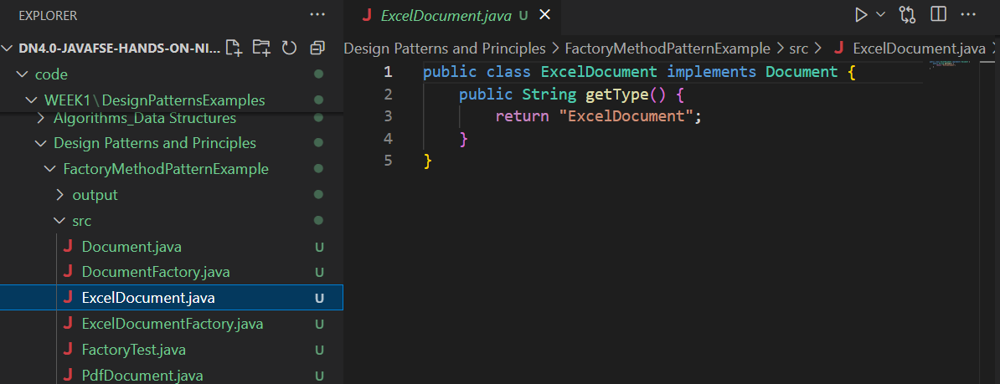 EXPLORER
DN4.0-JAVAFSE-HANDS-ON-NI...
code
WEEK1\DesignPatternsExamples
Algorithms_Data Structures
Design Patterns and Principles
FactoryMethodPatternExample
output
src
J Document.java U
J DocumentFactory.java U
J ExcelDocument.java U
J ExcelDocumentFactory.java U
J FactoryTest.java U
J PdfDocument.java U
J ExcelDocument.java U
Design Patterns and Principles > FactoryMethodPatternExample > src > J ExcelDocument.java >
1 public class ExcelDocument implements Document {
2     public String getType() {
3         return "ExcelDocument";
4     }
5 }